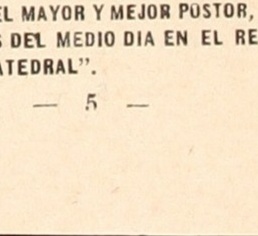 EL MAYOR Y MEJOR POSTOR,
S DEL MEDIO DIA EN EL RE
ATEDRAL”.
— 5 —